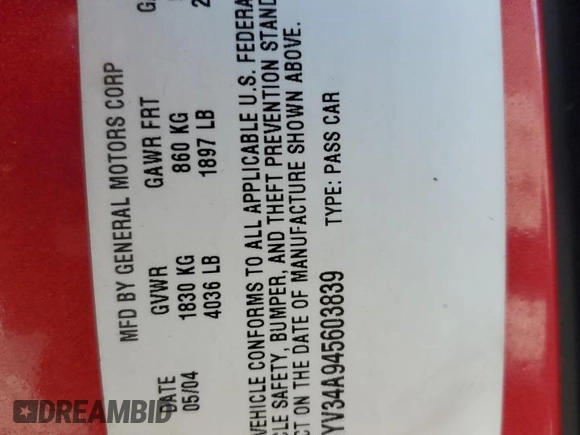 MFD BY GENERAL MOTORS CORP
DATE GVWR GAWR FRT
05/04 1830 KG 860 KG
4036 LB 1897 LB
VEHICLE CONFORMS TO ALL APPLICABLE U.S. FEDERA
CLE SAFETY, BUMPER, AND THEFT PREVENTION STAND
CT ON THE DATE OF MANUFACTURE SHOWN ABOVE.
YV34A945603839 TYPE: PASS CAR
DREAMBID